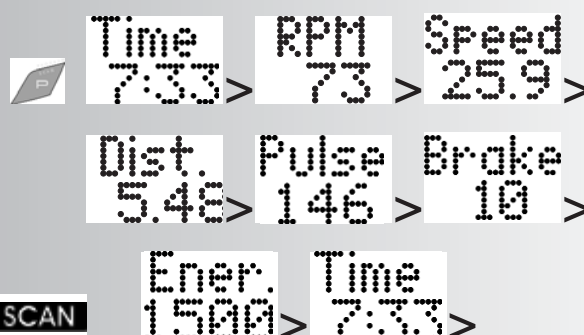 P
Time > RPM > Speed >
7:33 73 25.9
Dist. > Pulse > Brake >
5.48 146 10
Ener. > Time >
1500 7:33
SCAN